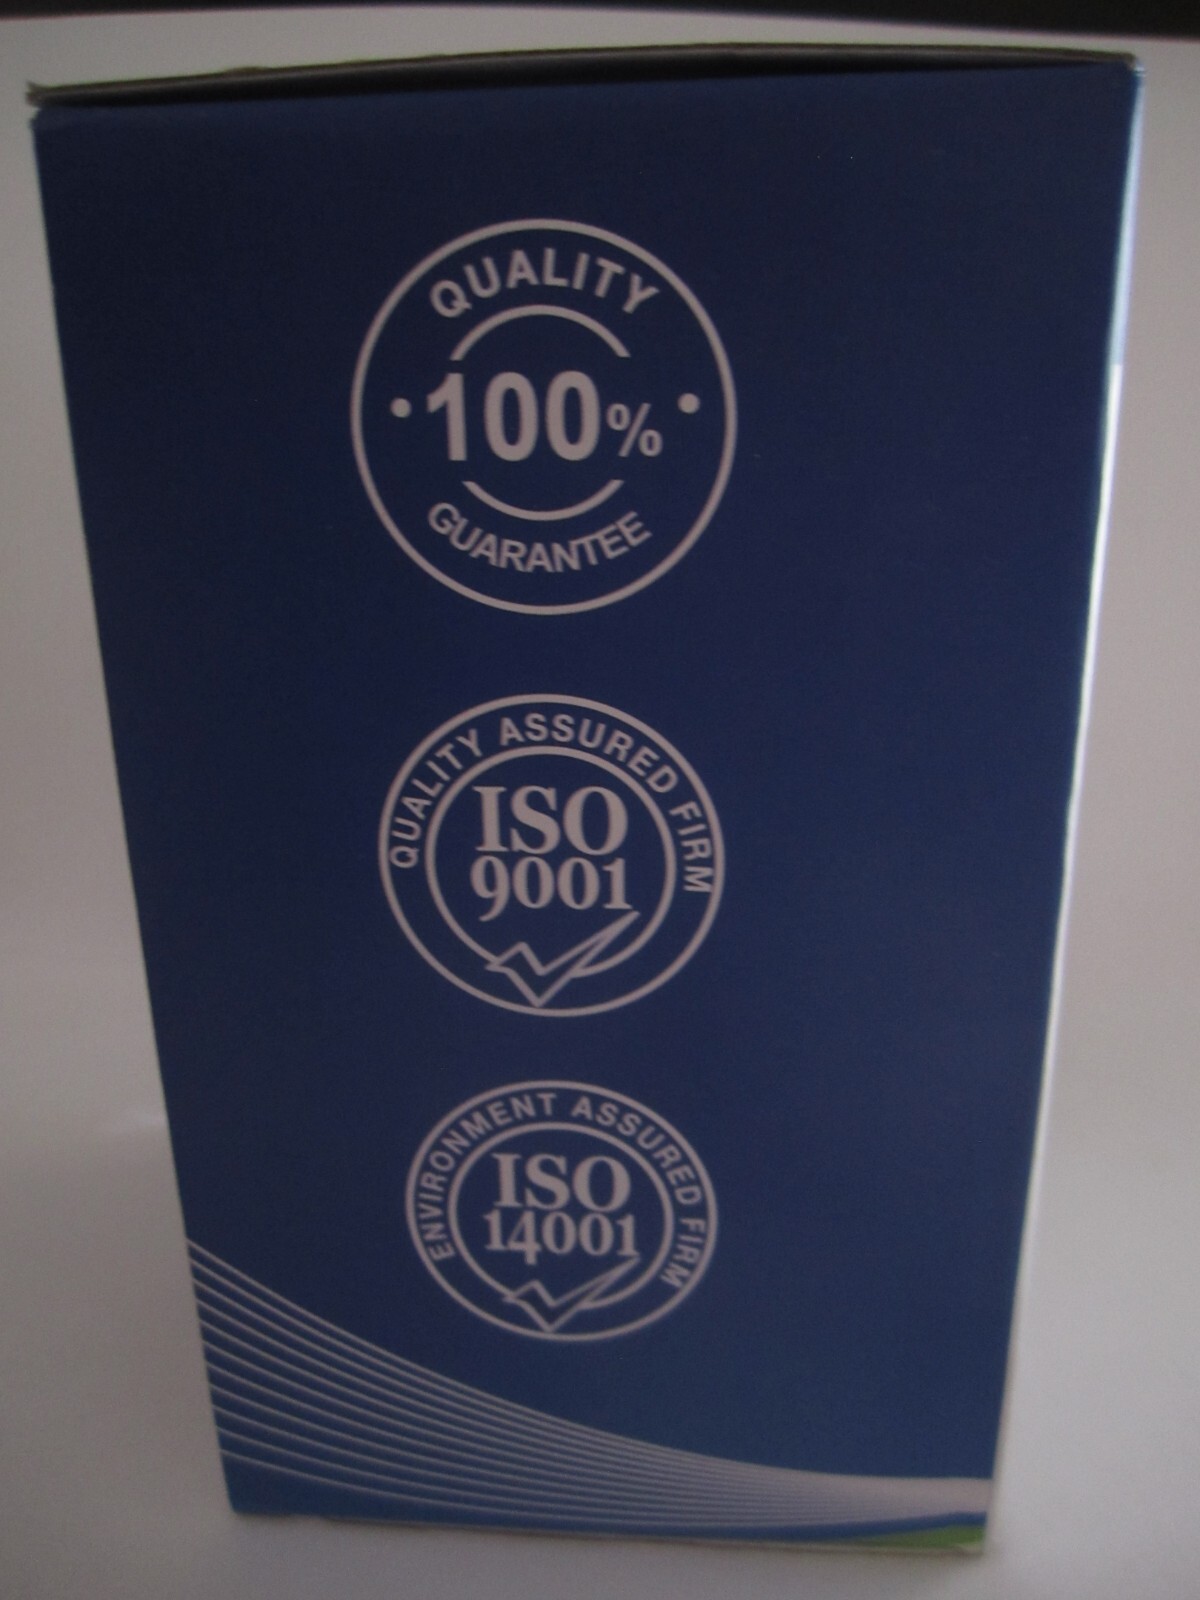 QUALITY
100%
GUARANTEE
QUALITY ASSURED FIRM
ISO
9001
ENVIRONMENT ASSURED FIRM
ISO
14001